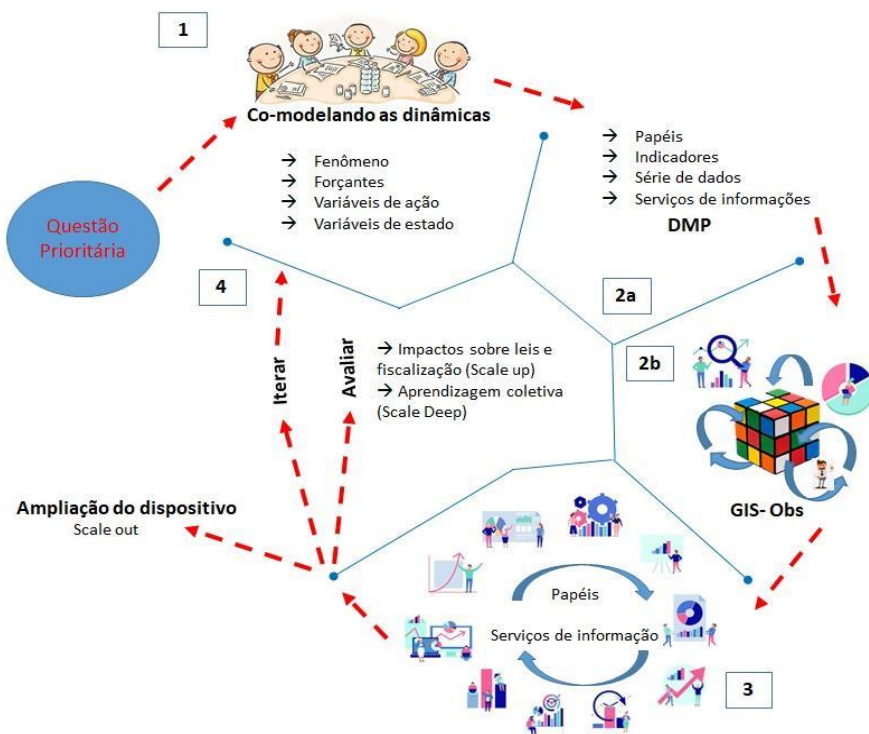 1
Co-modelando as dinâmicas
→ Fenômeno
→ Forçantes
→ Variáveis de ação
→ Variáveis de estado
Questão
Prioritária
→ Papéis
→ Indicadores
→ Série de dados
→ Serviços de informações
DMP
2a
2b
GIS- Obs
4
Iterar
Avaliar
→ Impactos sobre leis e
fiscalização (Scale up)
→ Aprendizagem coletiva
(Scale Deep)
Ampliação do dispositivo
Scale out
Papéis
Serviços de informação
3